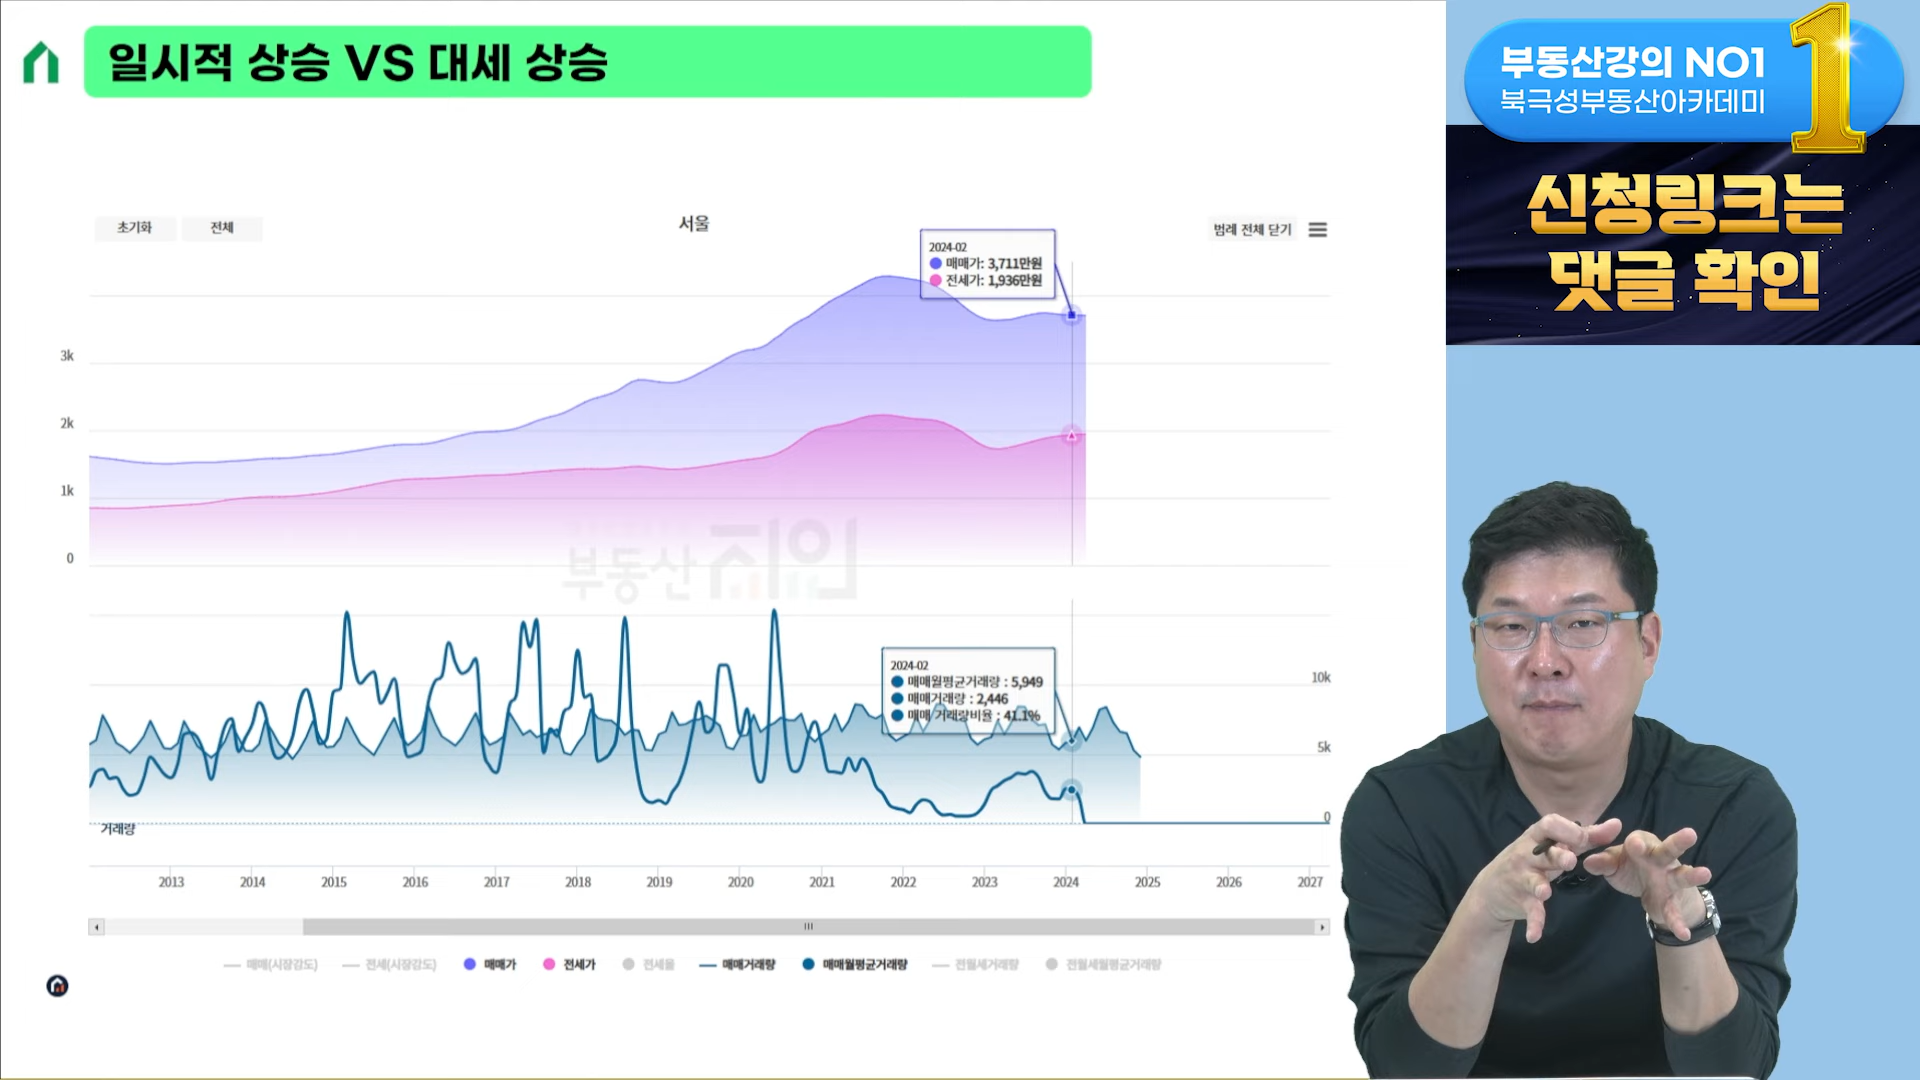 일시적 상승 VS 대세 상승
부동산강의 NO1
북극성부동산아카데미
1
신청링크는
댓글 확인
초기화
전체
서울
범례 전체 닫기
2024-02
매매가: 3,711만원
전세가: 1,936만원
3k
2k
1k
0
부동산 지인
2024-02
매매월평균거래량 : 5,949
매매거래량 : 2,446
매매 거래량비율 : 41.1%
10k
5k
0
거래량
2013 2014 2015 2016 2017 2018 2019 2020 2021 2022 2023 2024 2025 2026 2027
매매(시장강도) 전세(시장강도) 매매가 전세가 전세율 매매거래량 매매월평균거래량 전월세거래량 전월세월평균거래량